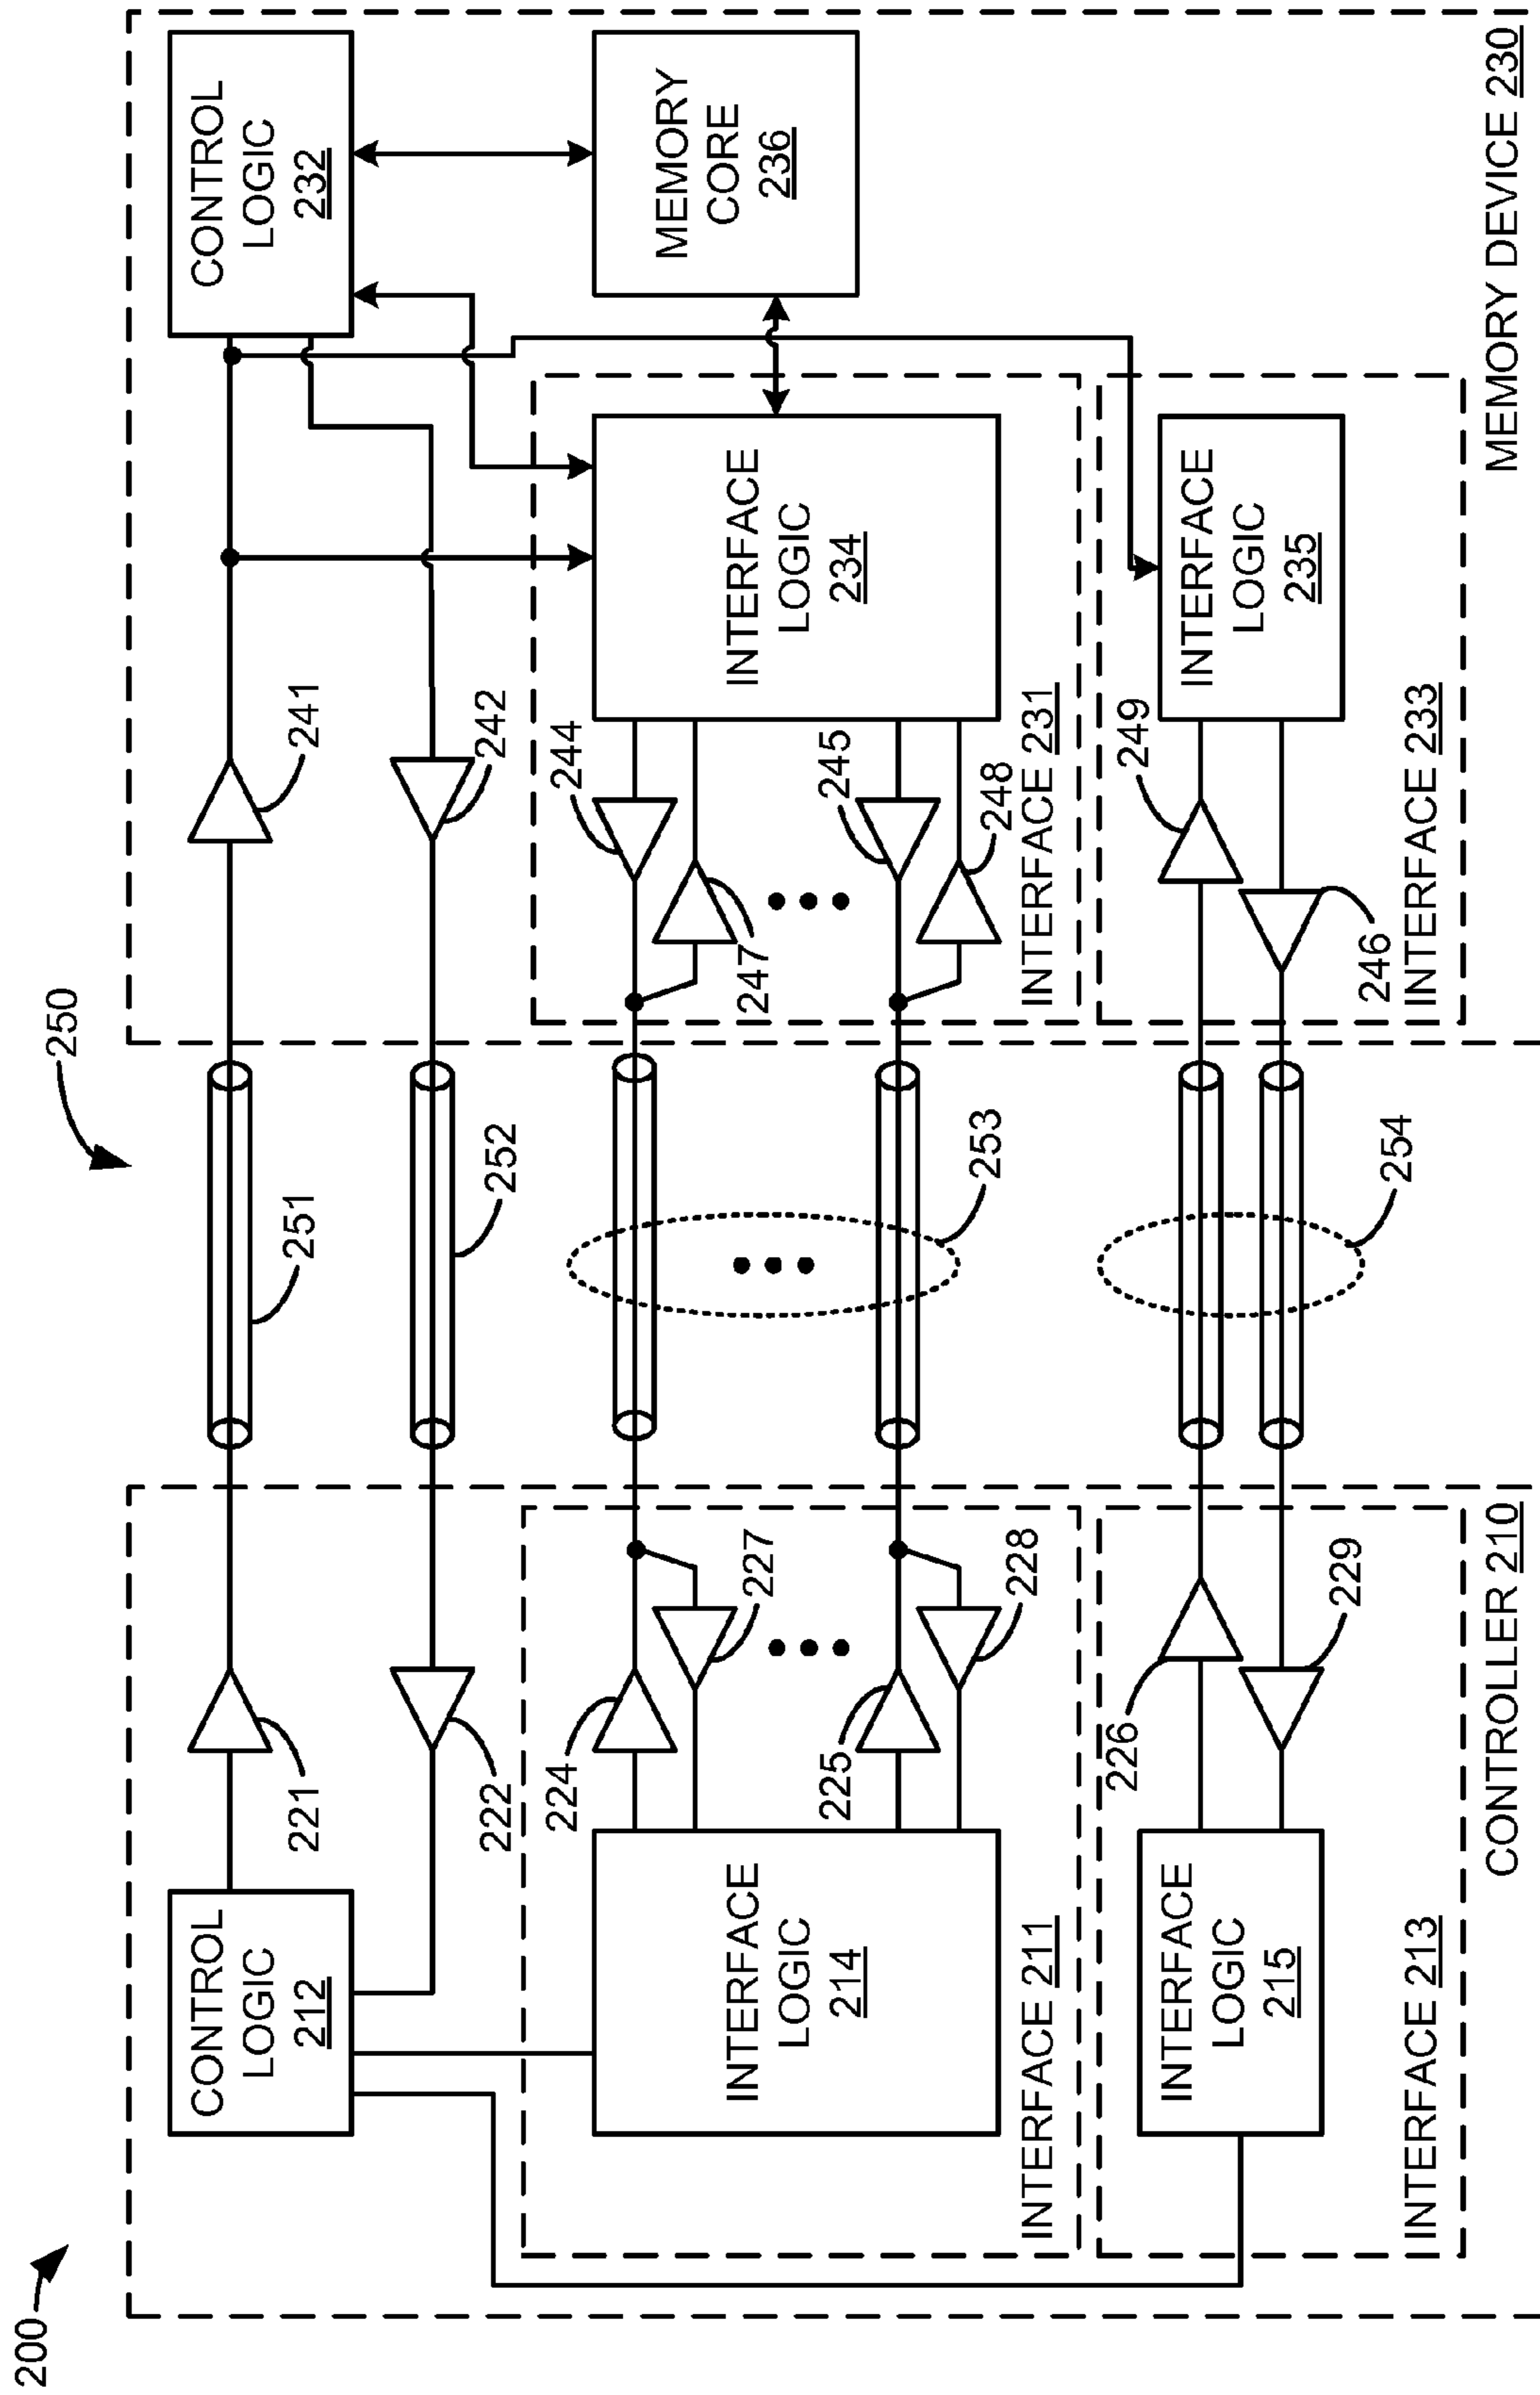 200
250
CONTROL
LOGIC
212
221
222
251
252
241
242
CONTROL
LOGIC
232
MEMORY
CORE
236
INTERFACE
LOGIC
214
224
227
225
228
INTERFACE 211
253
244
247
245
248
INTERFACE
LOGIC
234
INTERFACE 231
INTERFACE
LOGIC
215
226
229
INTERFACE 213
254
249
246
INTERFACE
LOGIC
235
INTERFACE 233
CONTROLLER 210
MEMORY DEVICE 230